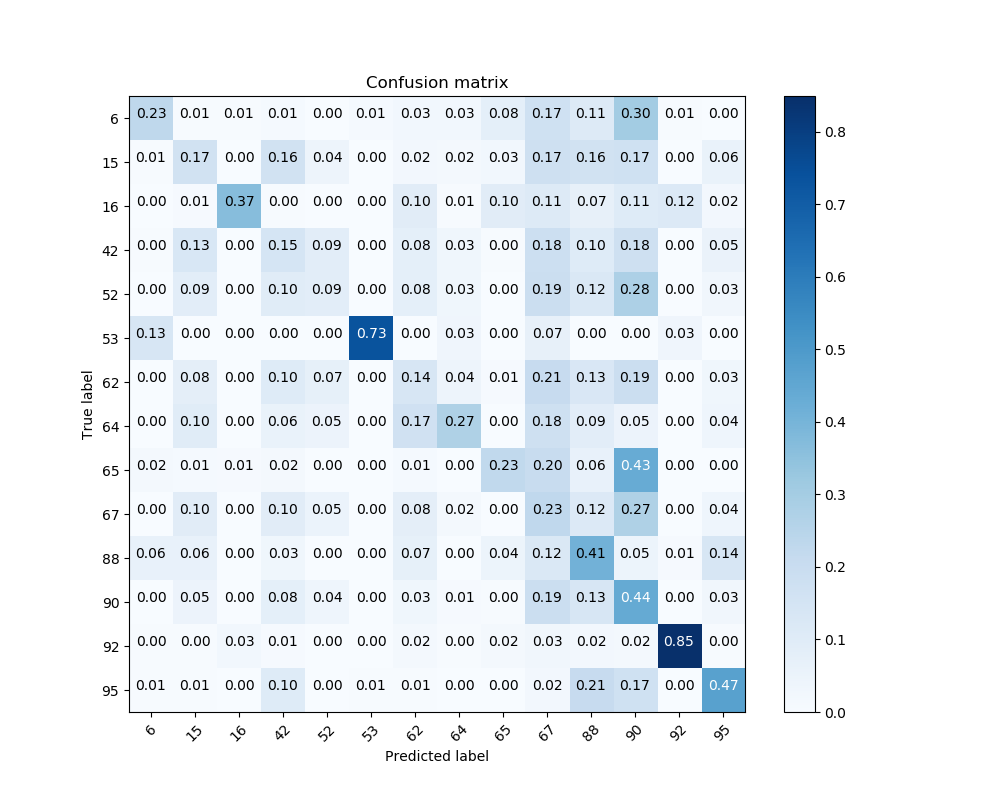 Confusion matrix
6 0.23 0.01 0.01 0.01 0.00 0.01 0.03 0.03 0.08 0.17 0.11 0.30 0.01 0.00
15 0.01 0.17 0.00 0.16 0.04 0.00 0.02 0.02 0.03 0.17 0.16 0.17 0.00 0.06
16 0.00 0.01 0.37 0.00 0.00 0.00 0.10 0.01 0.10 0.11 0.07 0.11 0.12 0.02
42 0.00 0.13 0.00 0.15 0.09 0.00 0.08 0.03 0.00 0.18 0.10 0.18 0.00 0.05
52 0.00 0.09 0.00 0.10 0.09 0.00 0.08 0.03 0.00 0.19 0.12 0.28 0.00 0.03
53 0.13 0.00 0.00 0.00 0.00 0.73 0.00 0.03 0.00 0.07 0.00 0.00 0.03 0.00
62 0.00 0.08 0.00 0.10 0.07 0.00 0.14 0.04 0.01 0.21 0.13 0.19 0.00 0.03
64 0.00 0.10 0.00 0.06 0.05 0.00 0.17 0.27 0.00 0.18 0.09 0.05 0.00 0.04
65 0.02 0.01 0.01 0.02 0.00 0.00 0.01 0.00 0.23 0.20 0.06 0.43 0.00 0.00
67 0.00 0.10 0.00 0.10 0.05 0.00 0.08 0.02 0.00 0.23 0.12 0.27 0.00 0.04
88 0.06 0.06 0.00 0.03 0.00 0.00 0.07 0.00 0.04 0.12 0.41 0.05 0.01 0.14
90 0.00 0.05 0.00 0.08 0.04 0.00 0.03 0.01 0.00 0.19 0.13 0.44 0.00 0.03
92 0.00 0.00 0.03 0.01 0.00 0.00 0.02 0.00 0.02 0.03 0.02 0.02 0.85 0.00
95 0.01 0.01 0.00 0.10 0.00 0.01 0.01 0.00 0.00 0.02 0.21 0.17 0.00 0.47
6 15 16 42 52 53 62 64 65 67 88 90 92 95
True label
Predicted label
0.8
0.7
0.6
0.5
0.4
0.3
0.2
0.1
0.0